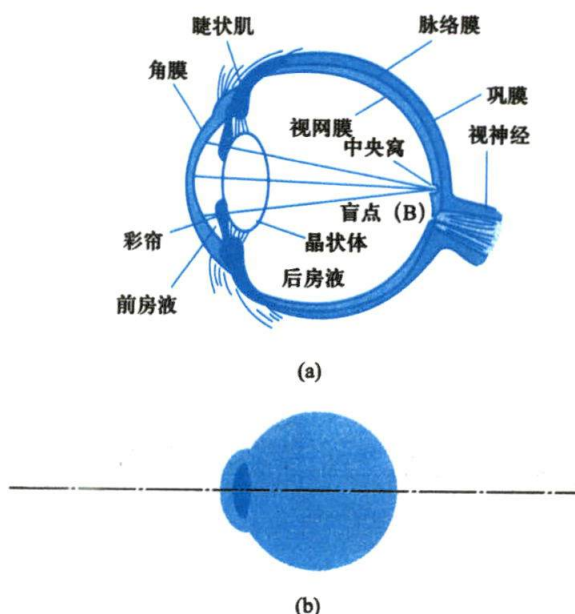 睫状肌
脉络膜
角膜
巩膜
视网膜
视神经
中央窝
盲点 (B)
彩帘
晶状体
后房液
前房液
(a)
(b)